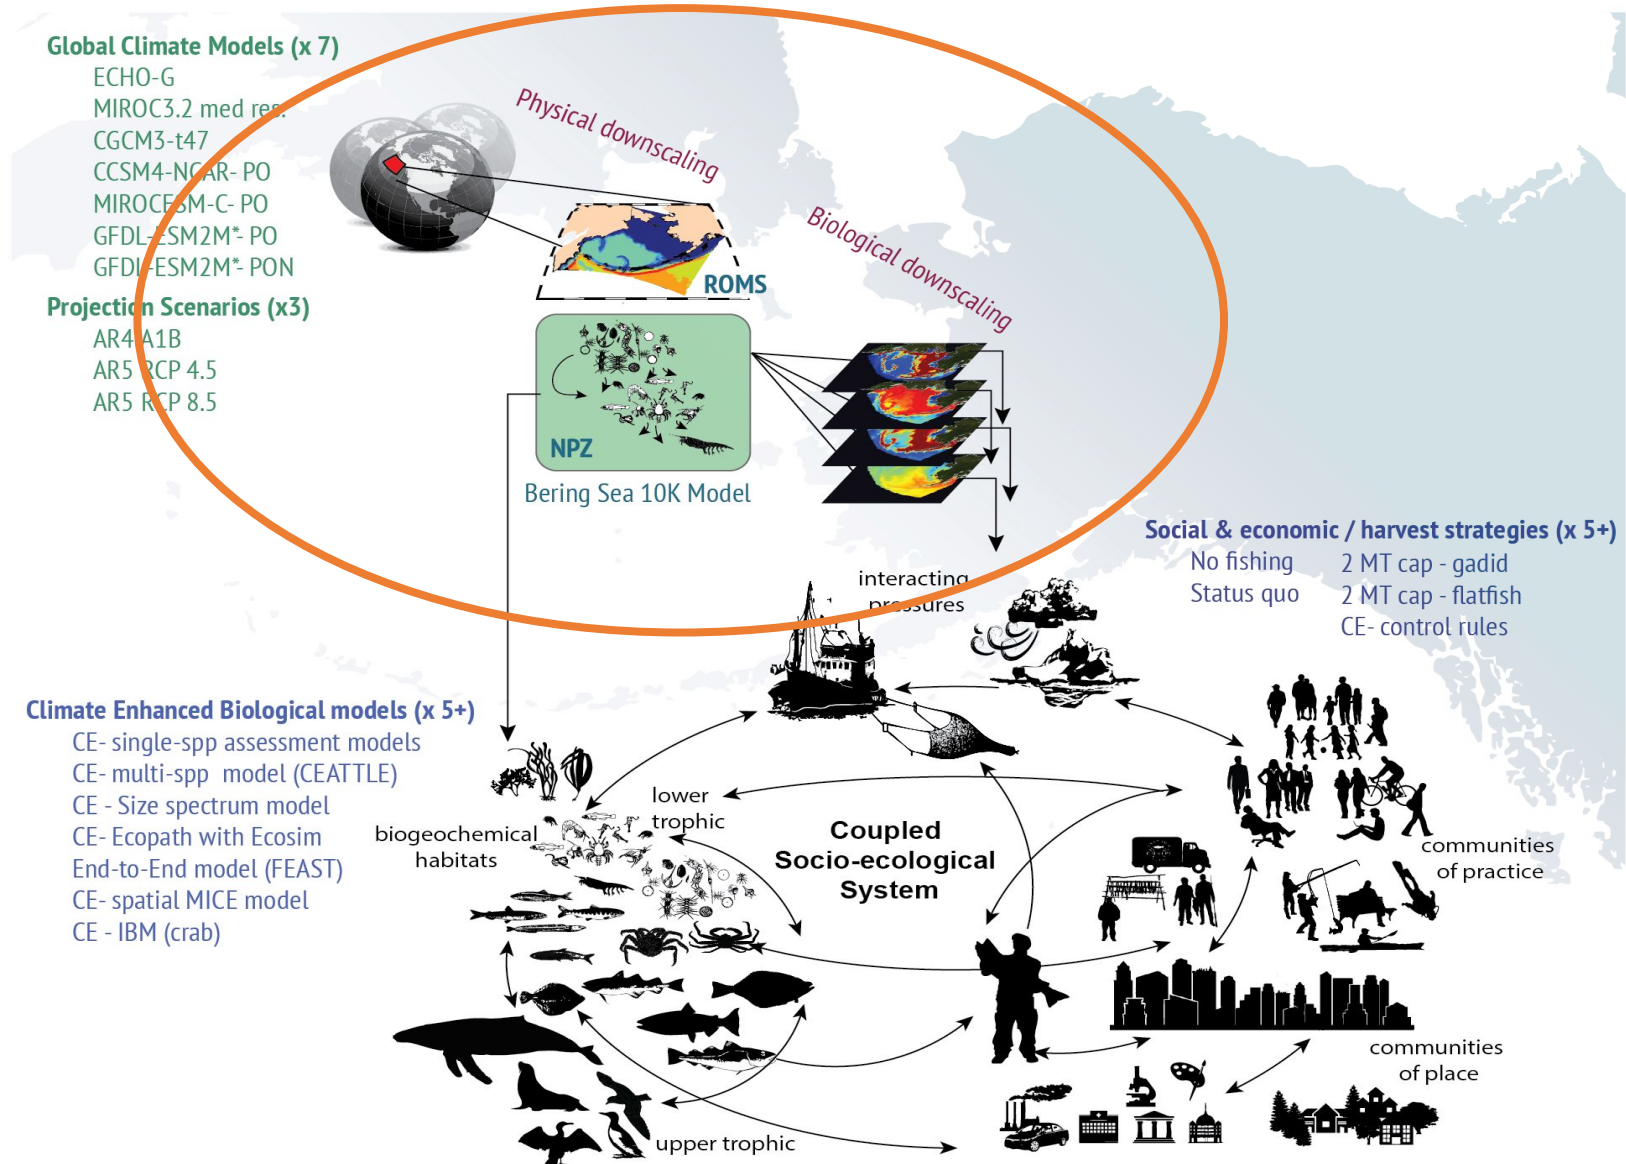 Global Climate Models (x 7)
ECHO-G
MIROC3.2 med res.
CGCM3-t47
CCSM4-NCAR- PO
MIROCESM-C- PO
GFDL-ESM2M*- PO
GFDL-ESM2M*- PON
Projection Scenarios (x3)
AR4 A1B
AR5 RCP 4.5
AR5 RCP 8.5
Physical downscaling
Biological downscaling
ROMS
NPZ
Bering Sea 10K Model
Social & economic / harvest strategies (x 5+)
No fishing
Status quo
2 MT cap - gadid
2 MT cap - flatfish
CE- control rules
interacting
pressures
Climate Enhanced Biological models (x 5+)
CE- single-spp assessment models
CE- multi-spp model (CEATTLE)
CE - Size spectrum model
CE- Ecopath with Ecosim
End-to-End model (FEAST)
CE- spatial MICE model
CE - IBM (crab)
biogeochemical
habitats
lower
trophic
Coupled
Socio-ecological
System
communities
of practice
communities
of place
upper trophic